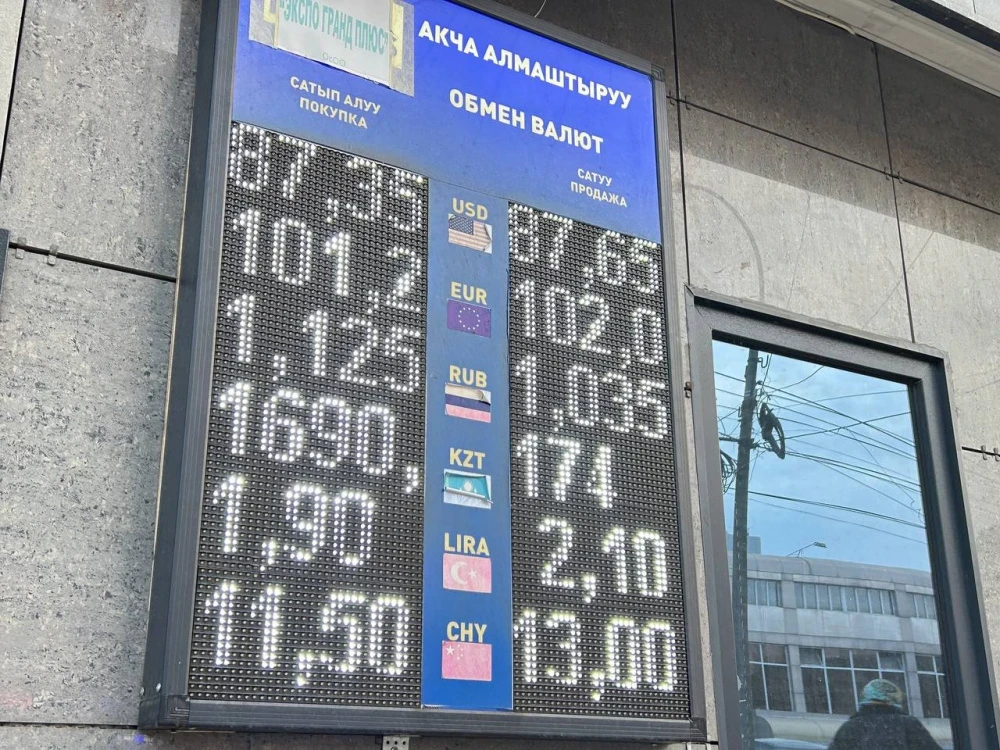 "ЭКСПО ГРАНД ПЛЮС"
АКЧА АЛМАШТЫРУУ
ОБМЕН ВАЛЮТ
САТЫП АЛУУ
ПОКУПКА
САТУУ
ПРОДАЖА
87,35 USD 87,65
101,2 EUR 102,0
1,125 RUB 1,035
1690, KZT 174
1,90 LIRA 2,10
11,50 CHY 13,00